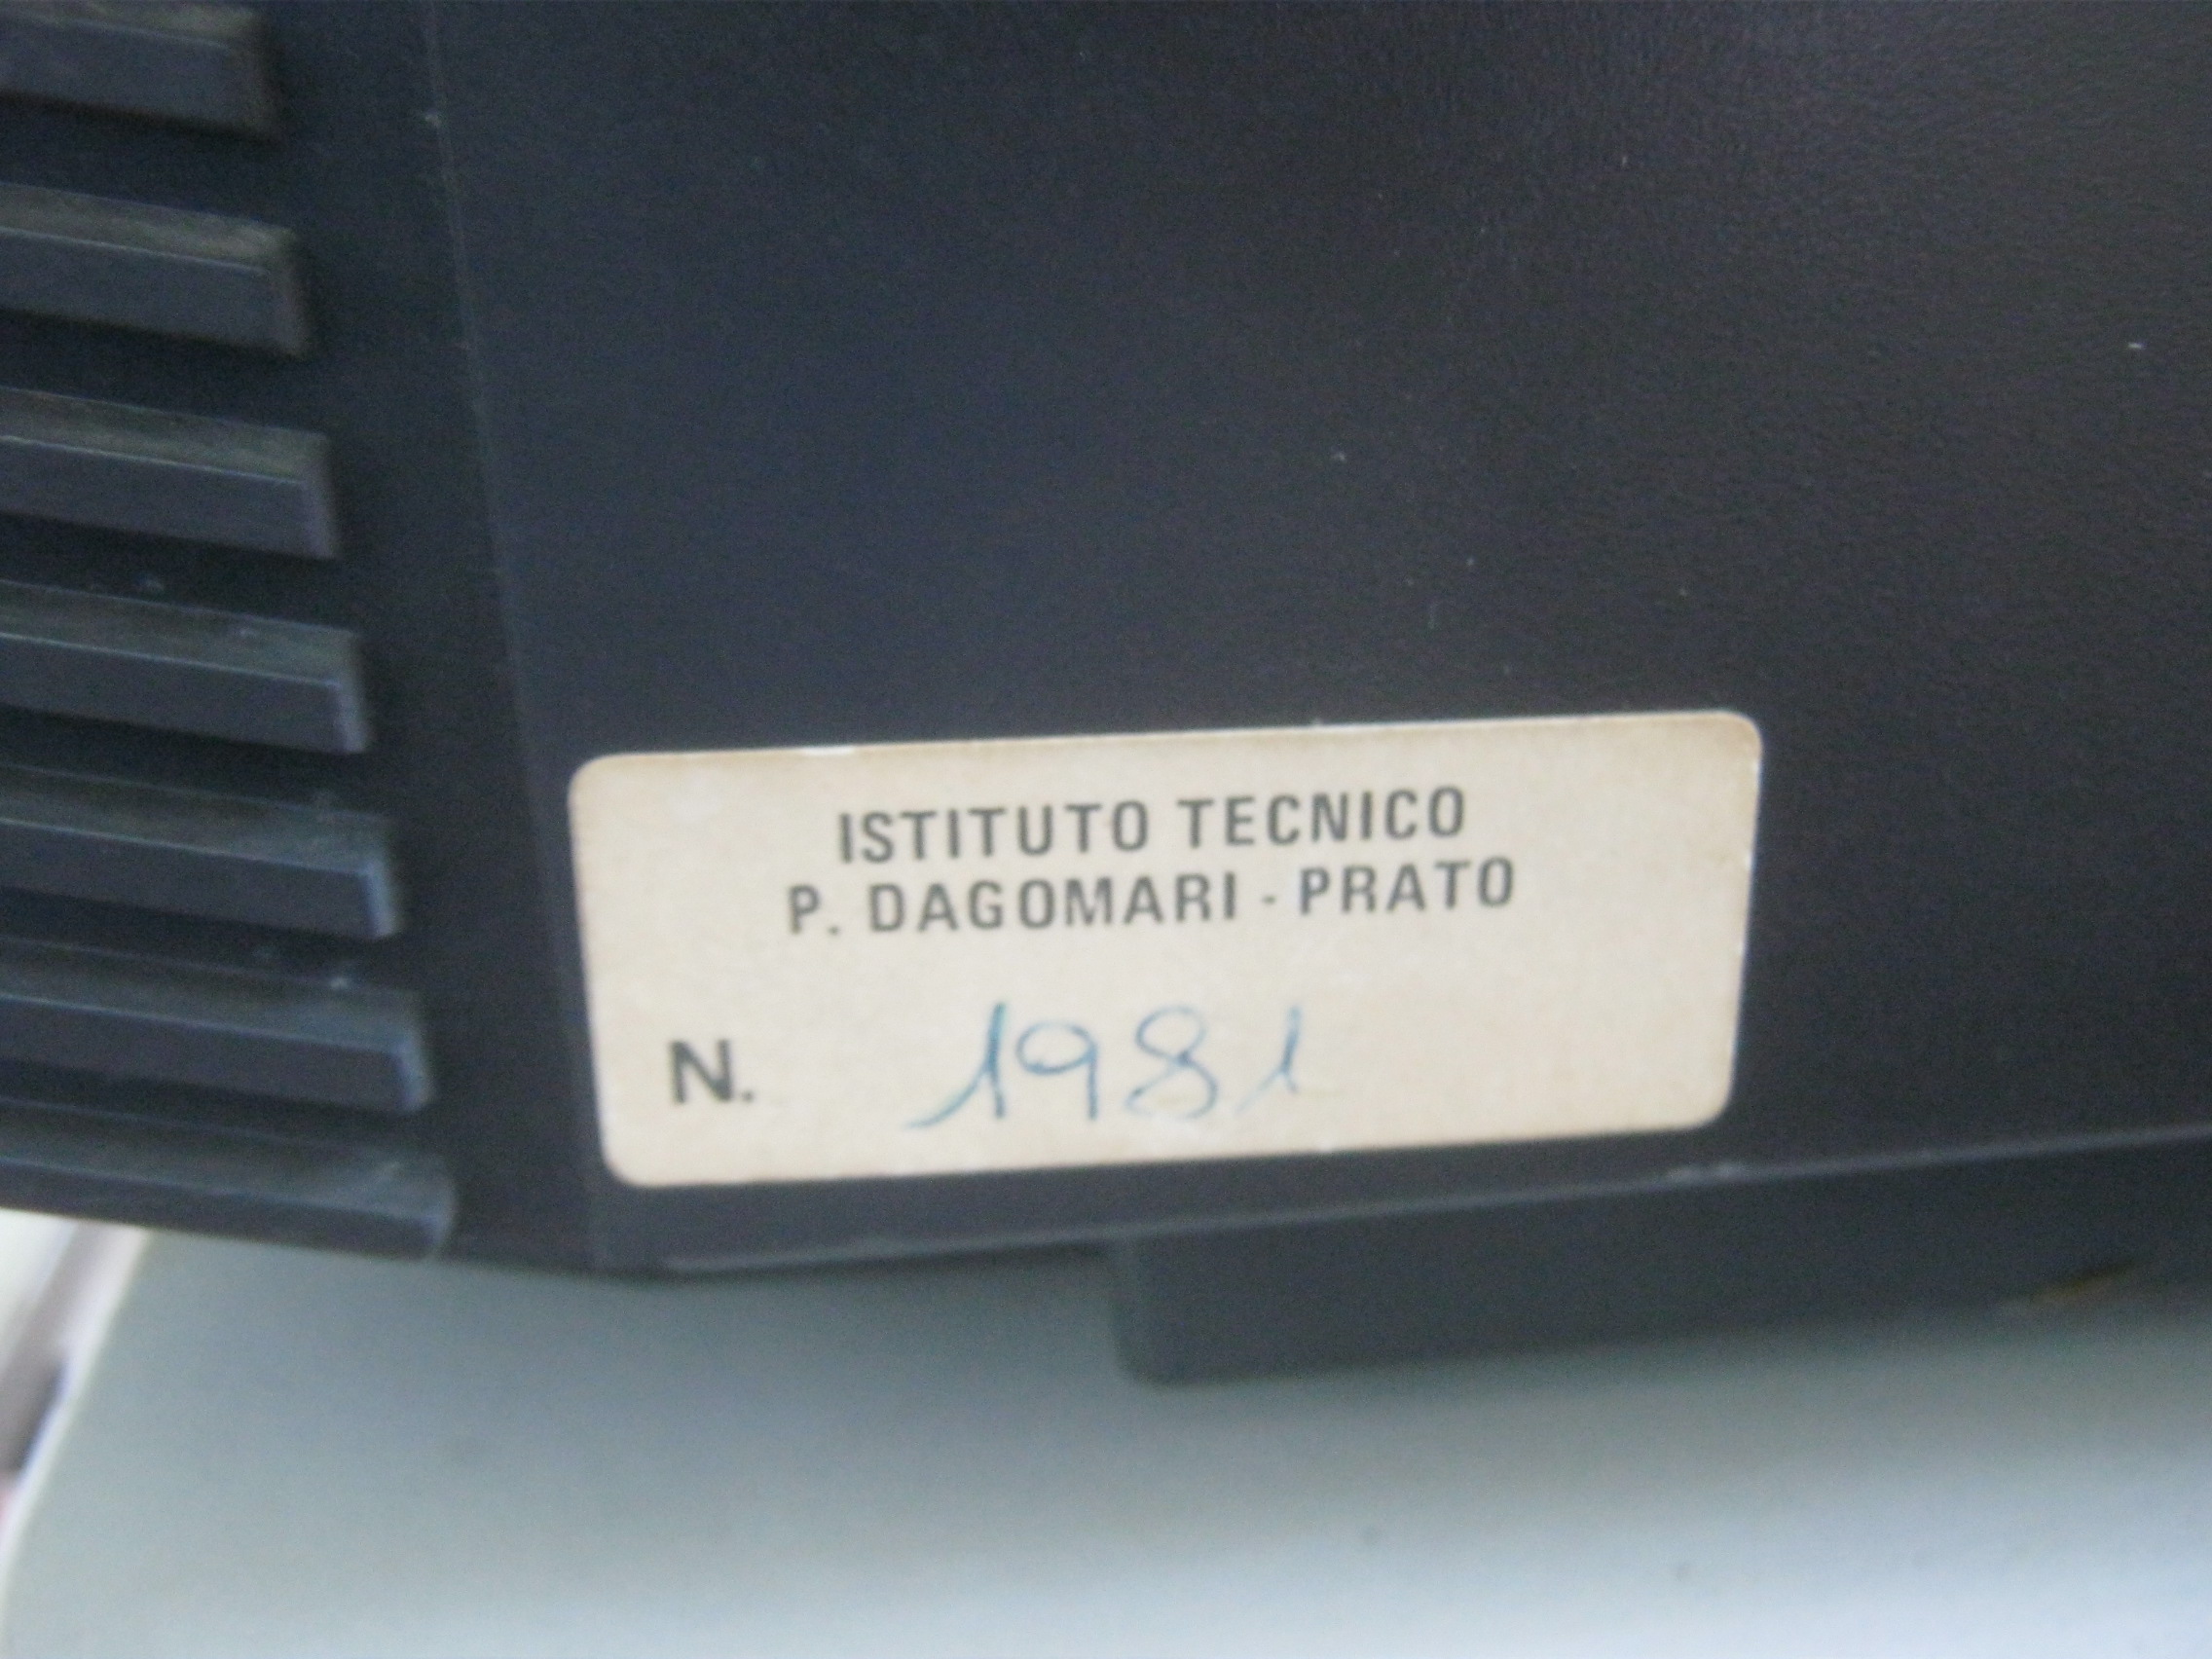 ISTITUTO TECNICO
P. DAGOMARI - PRATO
N. 1981